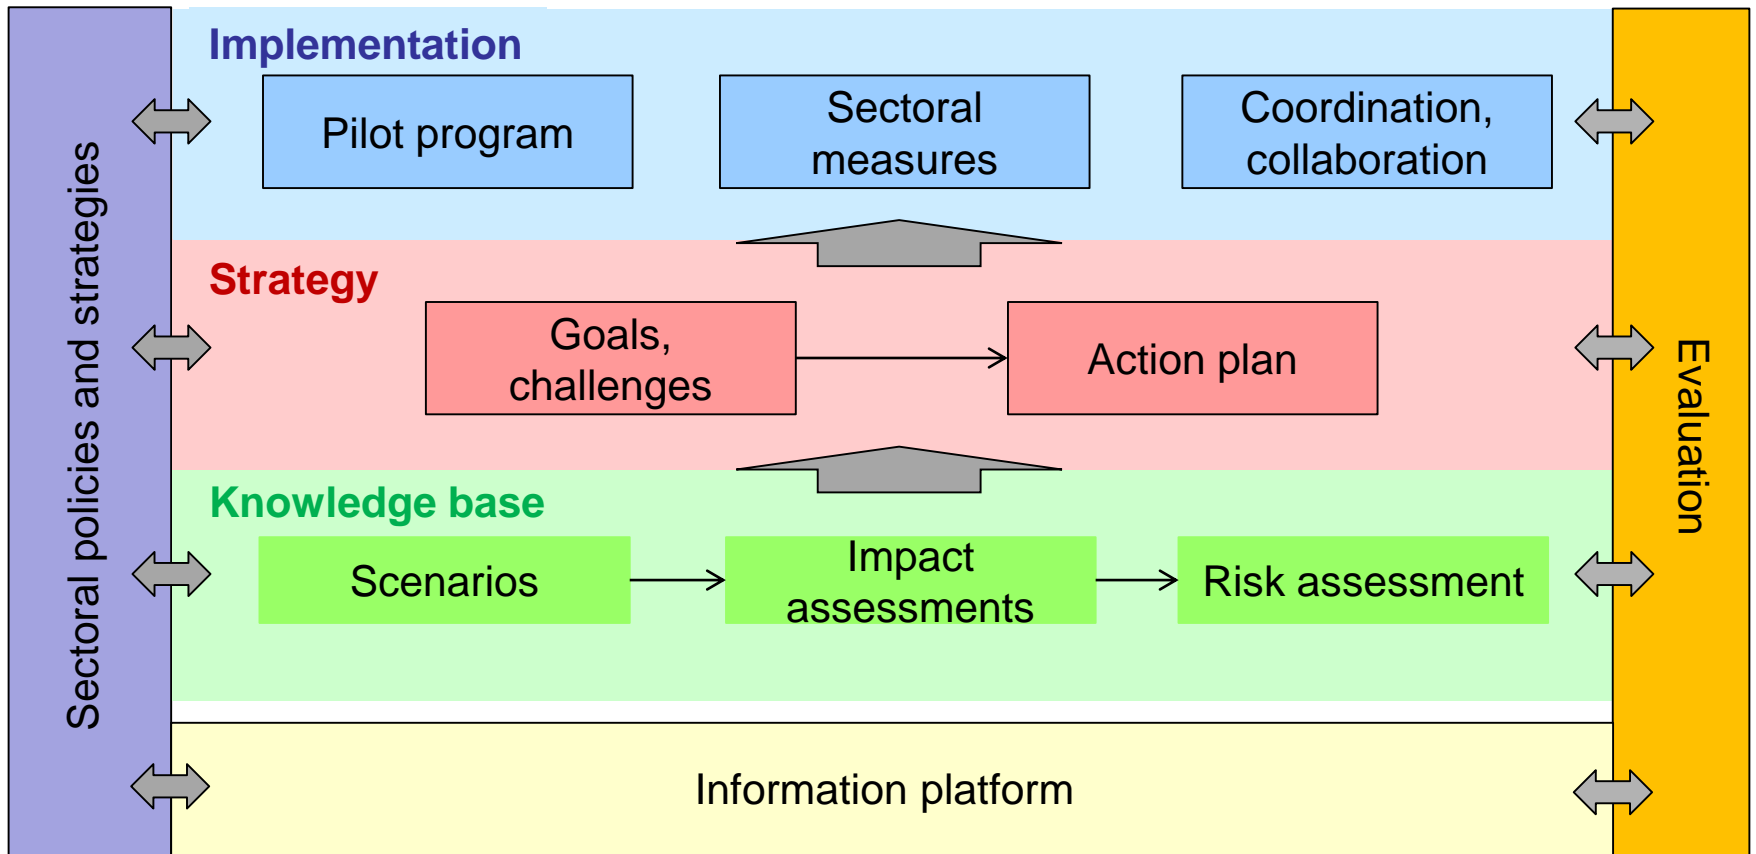 Sectoral policies and strategies
Implementation
Pilot program
Sectoral
measures
Coordination,
collaboration
Strategy
Goals,
challenges
Action plan
Knowledge base
Scenarios
Impact
assessments
Risk assessment
Information platform
Evaluation